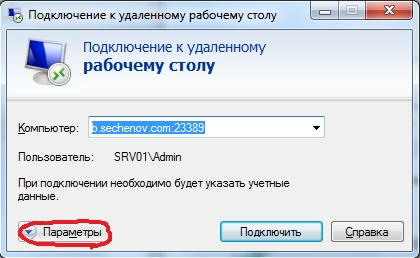 Подключение к удаленному рабочему столу
Подключение к удаленному
рабочему столу
Компьютер: b.sechenov.com:23389
Пользователь: SRV01\Admin
При подключении необходимо будет указать учетные
данные.
Параметры Подключить Справка